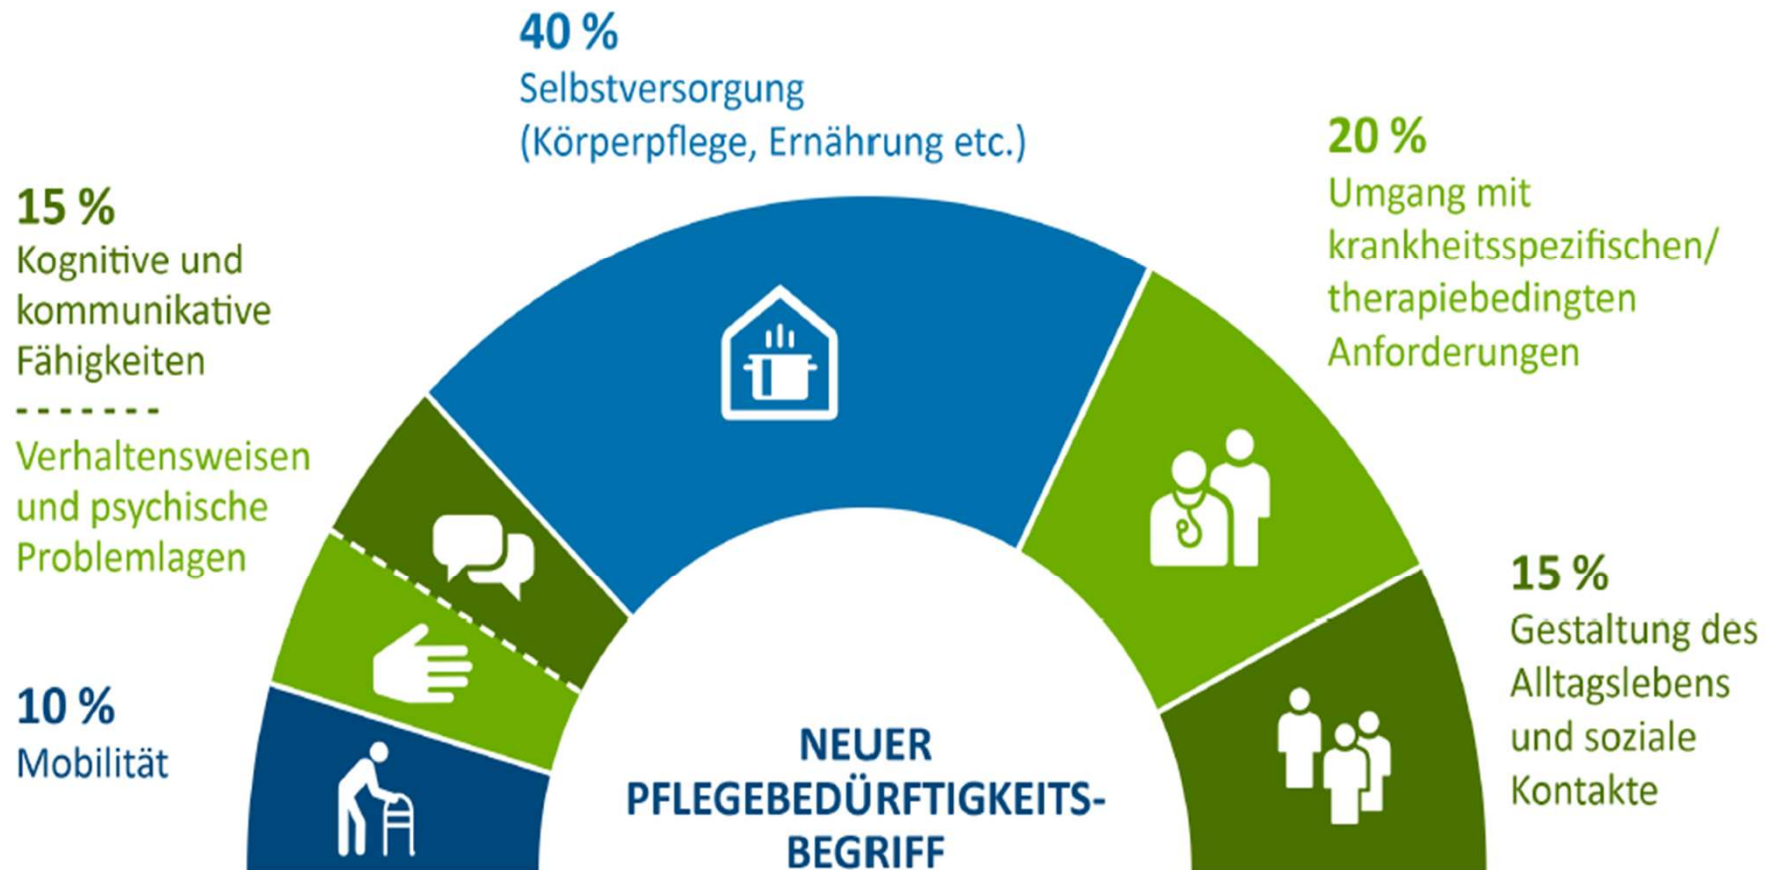 40 %
Selbstversorgung
(Körperpflege, Ernährung etc.)
20 %
Umgang mit
krankheitsspezifischen/
therapiebedingten
Anforderungen
15 %
Kognitive und
kommunikative
Fähigkeiten
-------
Verhaltensweisen
und psychische
Problemlagen
15 %
Gestaltung des
Alltagslebens
und soziale
Kontakte
10 %
Mobilität
NEUER
PFLEGEBEDÜRFTIGKEITS-
BEGRIFF